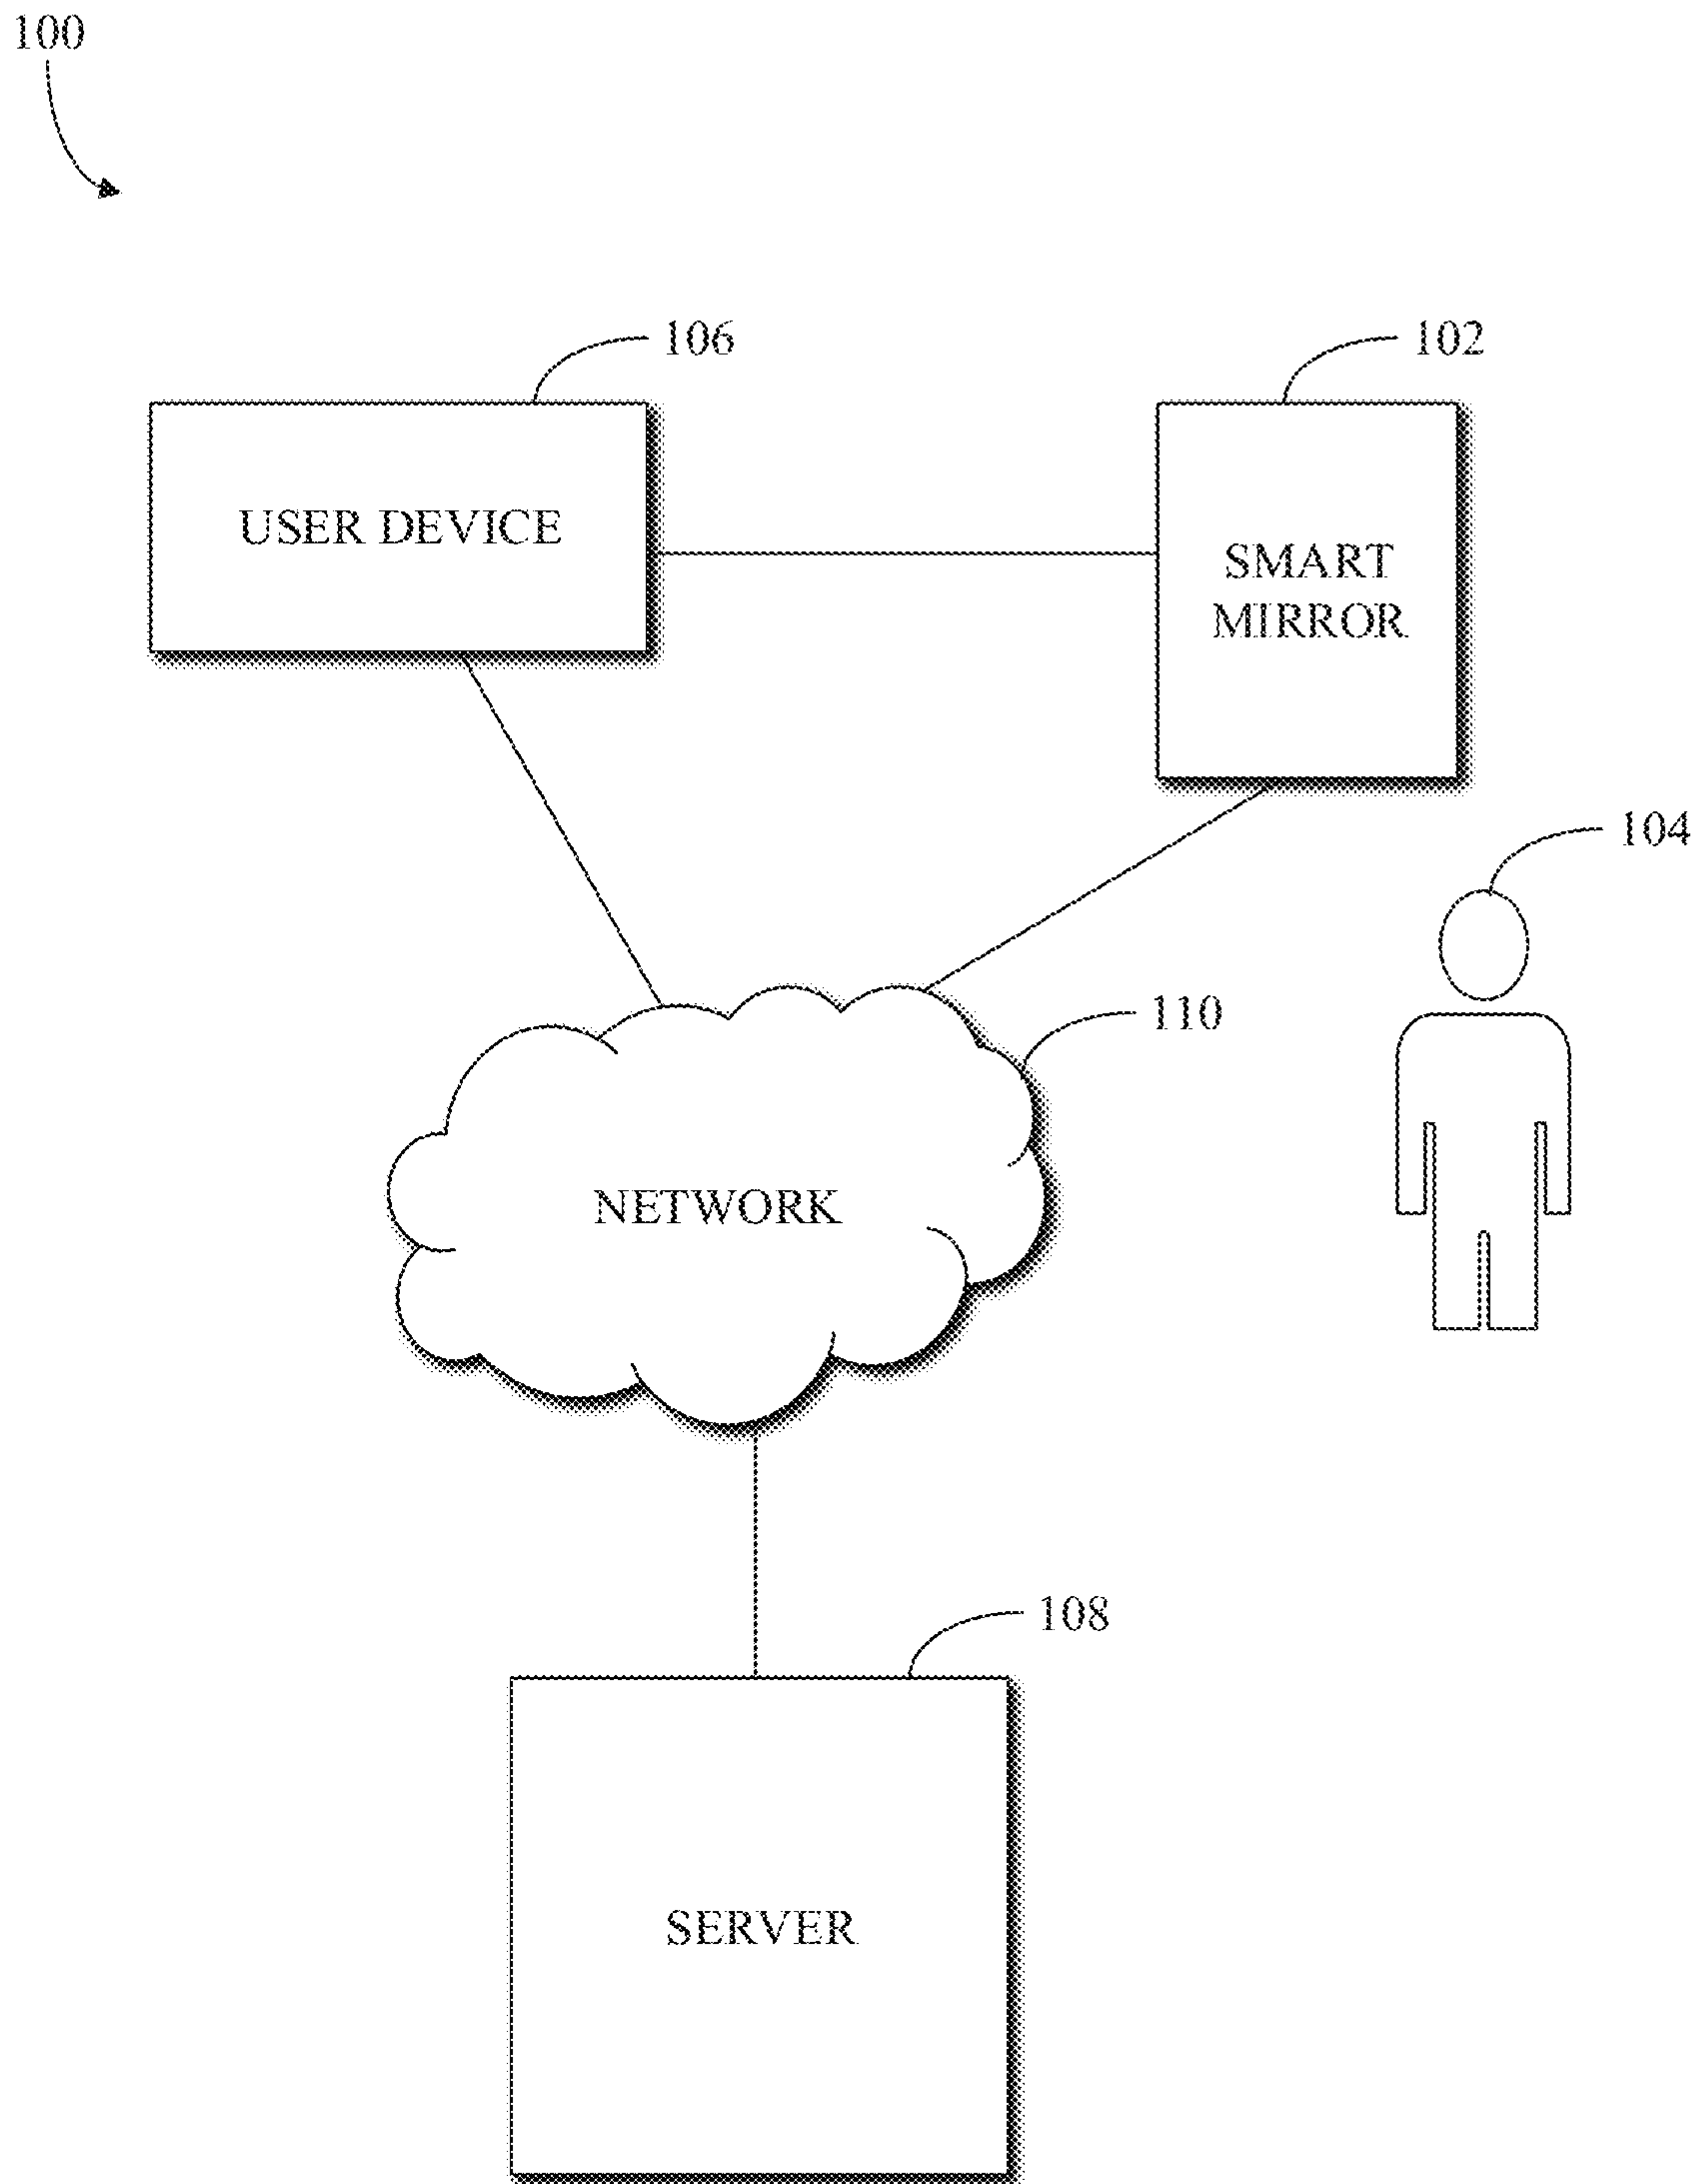 100
106
102
USER DEVICE
SMART
MIRROR
104
110
NETWORK
108
SERVER